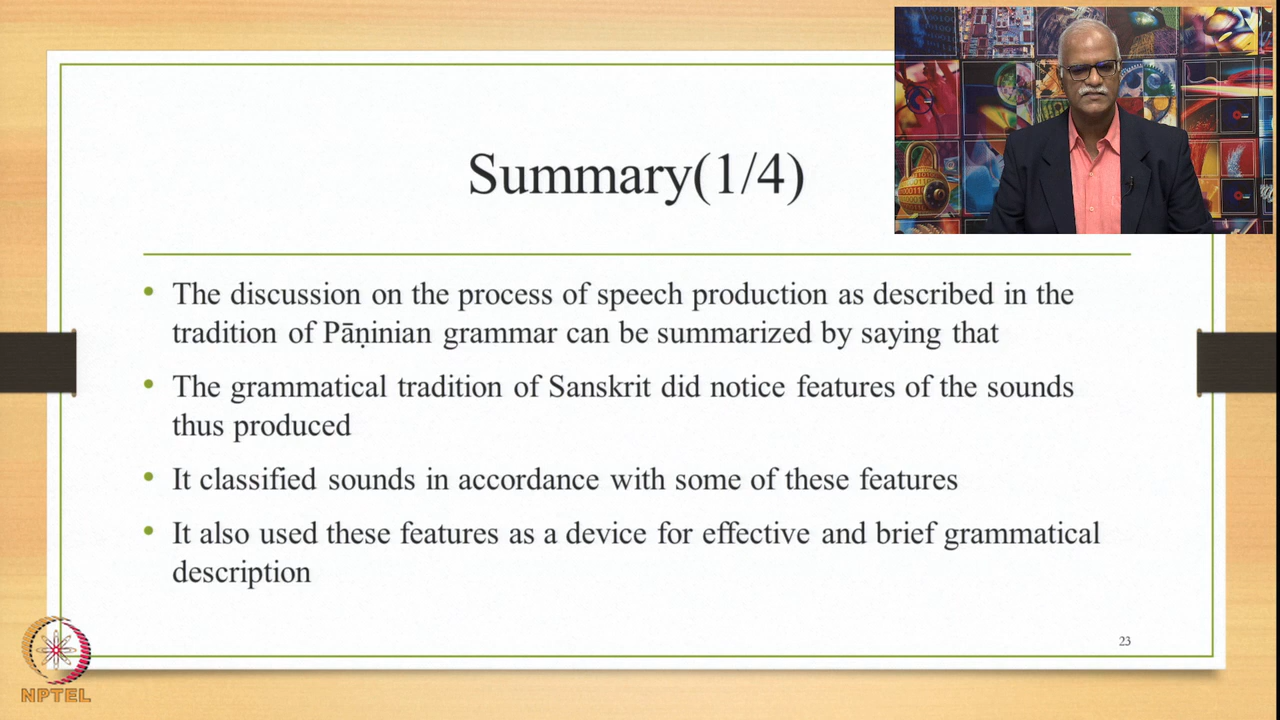 Summary(1/4)
• The discussion on the process of speech production as described in the
tradition of Pāṇinian grammar can be summarized by saying that
• The grammatical tradition of Sanskrit did notice features of the sounds
thus produced
• It classified sounds in accordance with some of these features
• It also used these features as a device for effective and brief grammatical
description
23
NPTEL